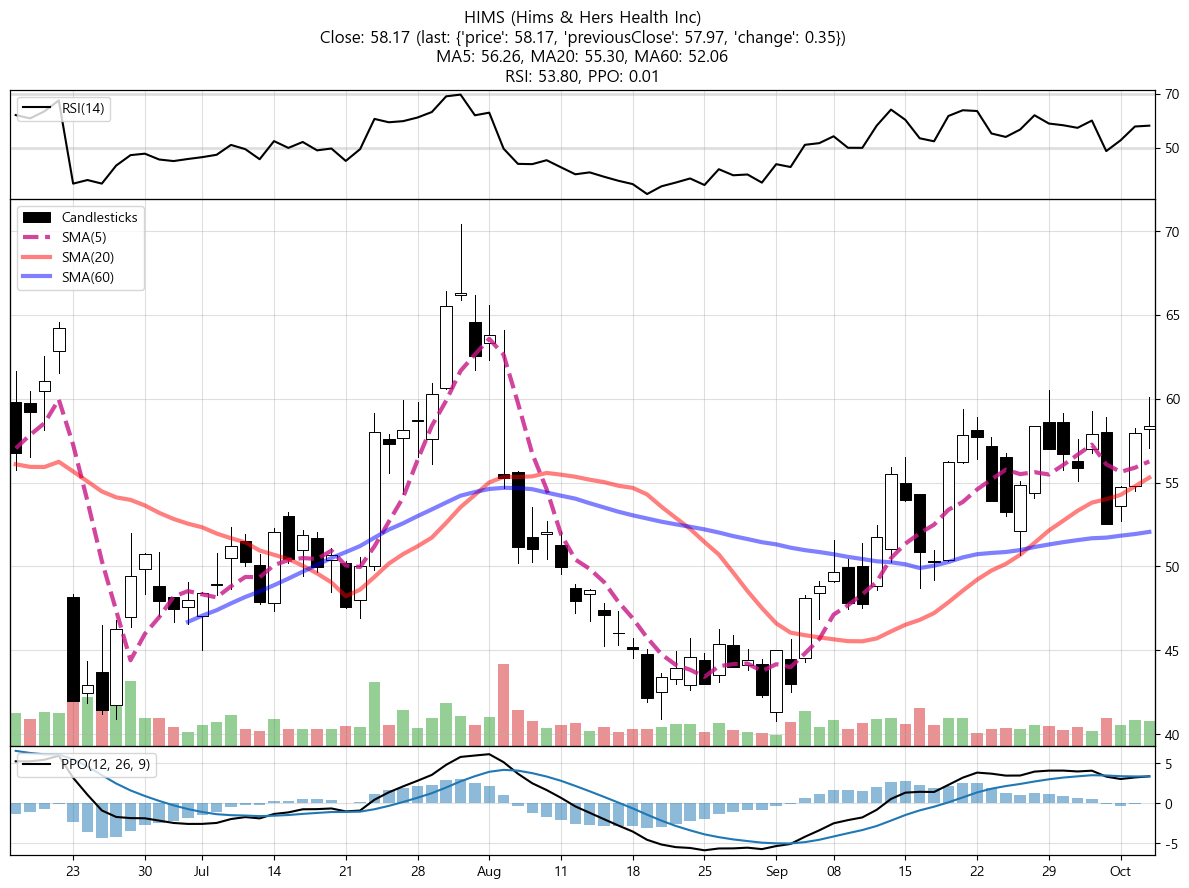 HIMS (Hims & Hers Health Inc)
Close: 58.17 (last: {'price': 58.17, 'previousClose': 57.97, 'change': 0.35})
MA5: 56.26, MA20: 55.30, MA60: 52.06
RSI: 53.80, PPO: 0.01
RSI(14)
70
50
Candlesticks
SMA(5)
SMA(20)
SMA(60)
70
65
60
55
50
45
40
PPO(12, 26, 9)
5
0
-5
23 30 Jul 14 21 28 Aug 11 18 25 Sep 08 15 22 29 Oct